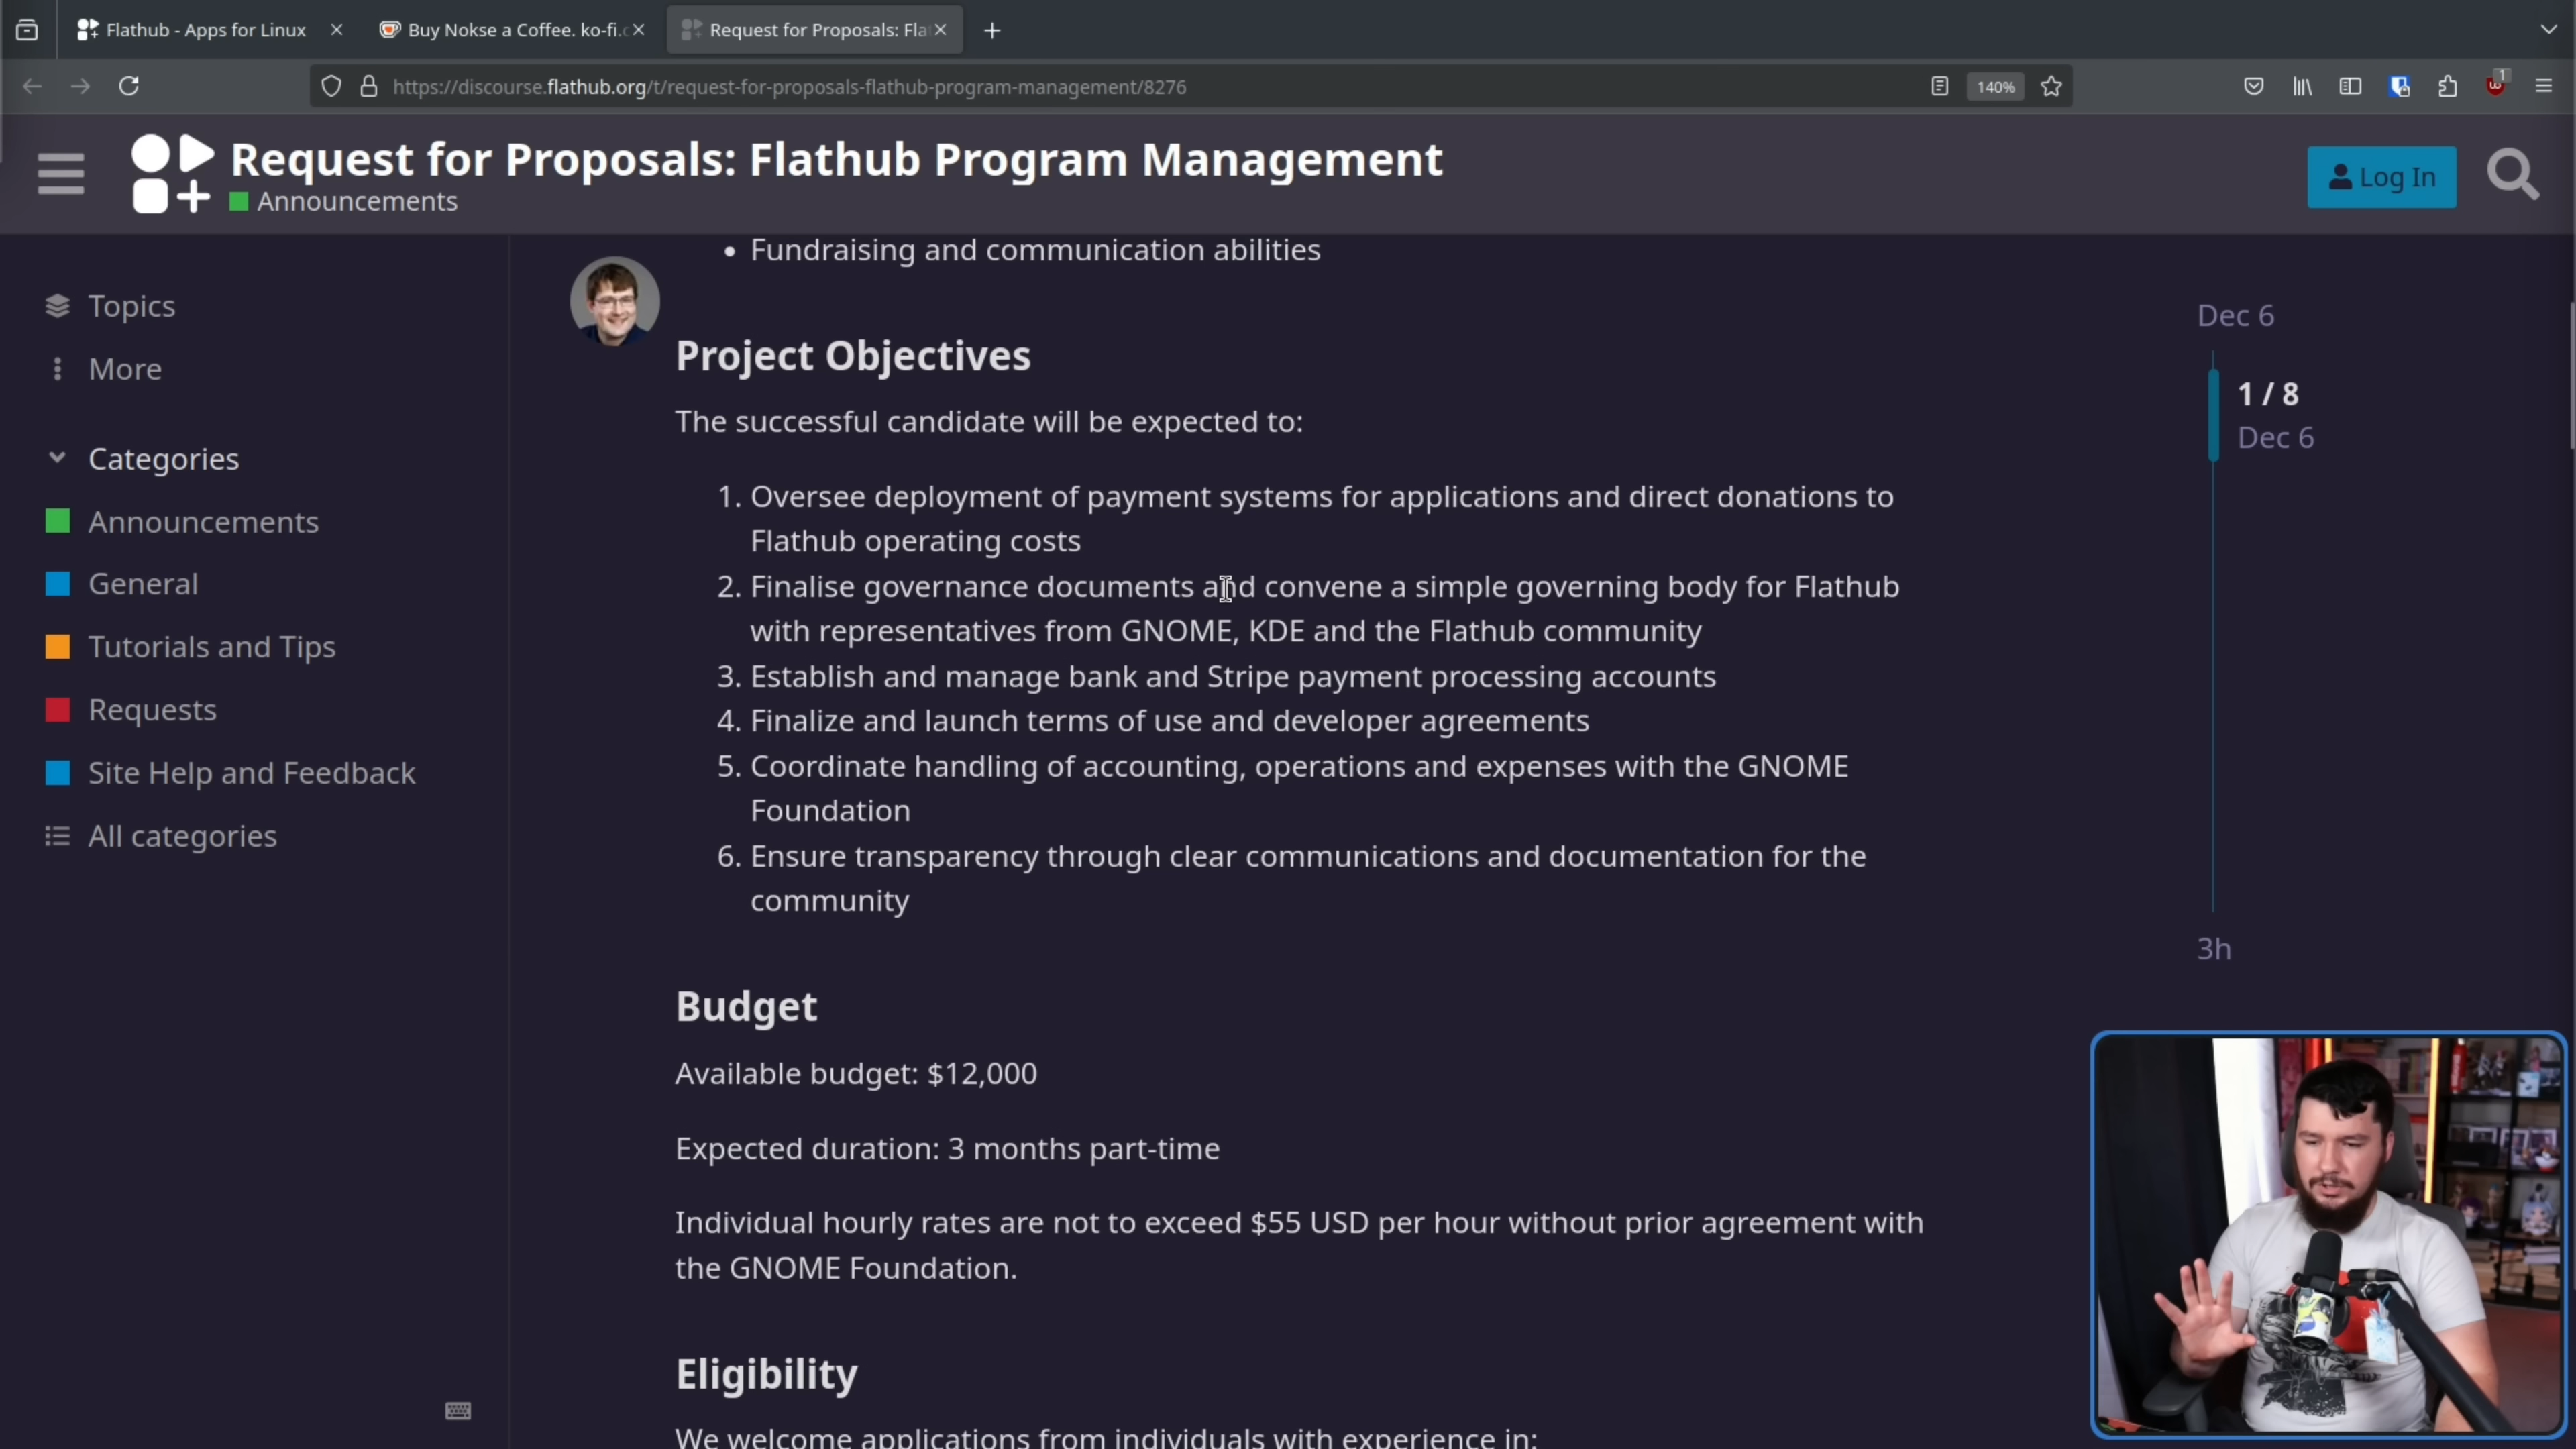 Flathub - Apps for Linux
Buy Nokse a Coffee. ko-fi.c
Request for Proposals: Fla
https://discourse.flathub.org/t/request-for-proposals-flathub-program-management/8276
140%
1
Request for Proposals: Flathub Program Management
Announcements
Log In
Topics
More
Categories
Announcements
General
Tutorials and Tips
Requests
Site Help and Feedback
All categories
Fundraising and communication abilities
Project Objectives
The successful candidate will be expected to:
1. Oversee deployment of payment systems for applications and direct donations to
Flathub operating costs
2. Finalise governance documents and convene a simple governing body for Flathub
with representatives from GNOME, KDE and the Flathub community
3. Establish and manage bank and Stripe payment processing accounts
4. Finalize and launch terms of use and developer agreements
5. Coordinate handling of accounting, operations and expenses with the GNOME
Foundation
6. Ensure transparency through clear communications and documentation for the
community
Budget
Available budget: $12,000
Expected duration: 3 months part-time
Individual hourly rates are not to exceed $55 USD per hour without prior agreement with
the GNOME Foundation.
Eligibility
We welcome applications from individuals with experience in:
Dec 6
1 / 8
Dec 6
3h